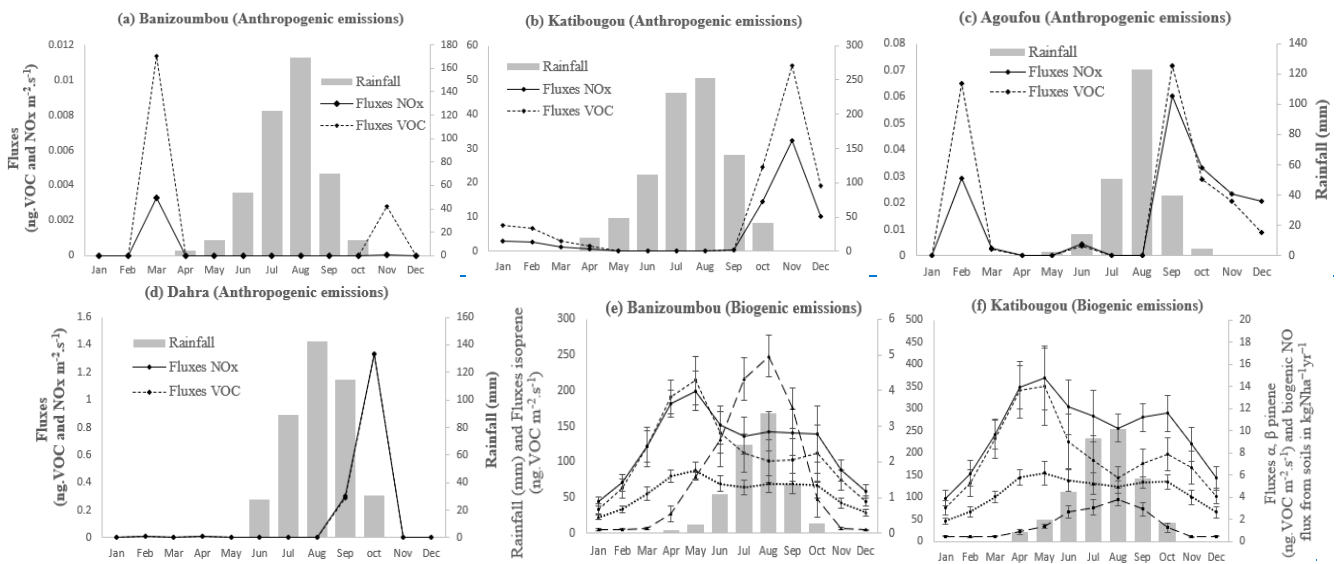 (a) Banizoumbou (Anthropogenic emissions)
Fluxes
(ng.VOC and NOx m⁻².s⁻¹)
0.012
0.01
0.008
0.006
0.004
0.002
0
180
160
140
120
100
80
60
40
20
0
Rainfall
Fluxes NOx
Fluxes VOC
Jan Feb Mar Apr May Jun Jul Aug Sep oct Nov Dec
(b) Katibougou (Anthropogenic emissions)
60
50
40
30
20
10
0
300
250
200
150
100
50
0
Rainfall
Fluxes NOx
Fluxes VOC
Jan Feb Mar Apr May Jun Jul Aug Sep oct Nov Dec
(c) Agoufou (Anthropogenic emissions)
0.08
0.07
0.06
0.05
0.04
0.03
0.02
0.01
0
140
120
100
80
60
40
20
0
Rainfall (mm)
Rainfall
Fluxes NOx
Fluxes VOC
Jan Feb Mar Apr May Jun Jul Aug Sep Oct Nov Dec
(d) Dahra (Anthropogenic emissions)
Fluxes
(ng.VOC and NOx m⁻².s⁻¹)
1.6
1.4
1.2
1
0.8
0.6
0.4
0.2
0
160
140
120
100
80
60
40
20
0
Rainfall (mm)
Rainfall
Fluxes NOx
Fluxes VOC
Jan Feb Mar Apr May Jun Jul Aug Sep oct Nov Dec
(e) Banizoumbou (Biogenic emissions)
Rainfall (mm) and Fluxes isoprene
(ng.VOC m⁻².s⁻¹)
300
250
200
150
100
50
0
6
5
4
3
2
1
0
Jan Feb Mar Apr May Jun Jul Aug Sep Oct Nov Dec
(f) Katibougou (Biogenic emissions)
500
450
400
350
300
250
200
150
100
50
0
20
18
16
14
12
10
8
6
4
2
0
Fluxes α, β pinene
(ng.VOC m⁻².s⁻¹) and biogenic NO
flux from soils in kgNha⁻¹yr⁻¹
Jan Feb Mar Apr May Jun Jul Aug Sep Oct Nov Dec